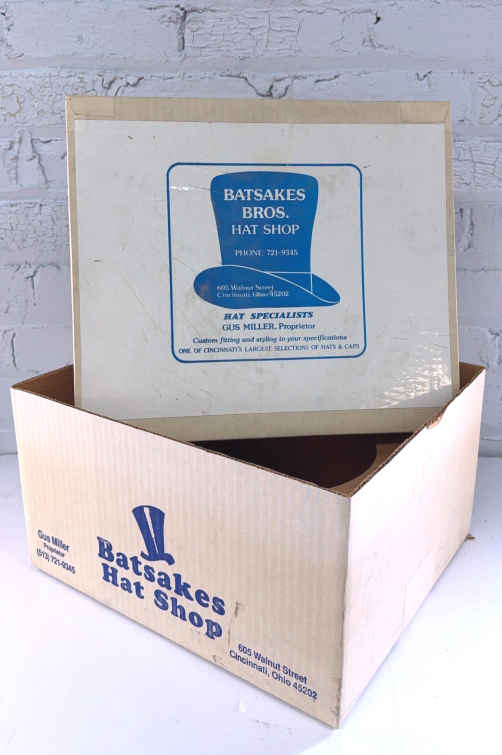 BATSAKES
BROS.
HAT SHOP
PHONE 721-9345
605 Walnut Street
Cincinnati, Ohio 45202
HAT SPECIALISTS
GUS MILLER, Proprietor
Custom fitting and styling to your specifications
ONE OF CINCINNATI'S LARGEST SELECTIONS OF HATS & CAPS
Gus Miller
Proprietor
(513) 721-9345
Batsakes
Hat Shop
605 Walnut Street
Cincinnati, Ohio 45202